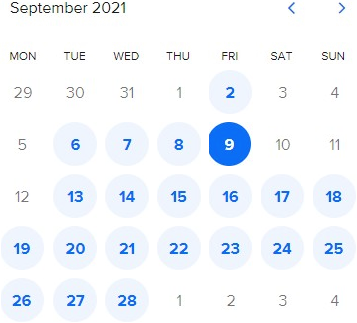 September 2021
MON TUE WED THU FRI SAT SUN
29 30 31 1 2 3 4
5 6 7 8 9 10 11
12 13 14 15 16 17 18
19 20 21 22 23 24 25
26 27 28 1 2 3 4